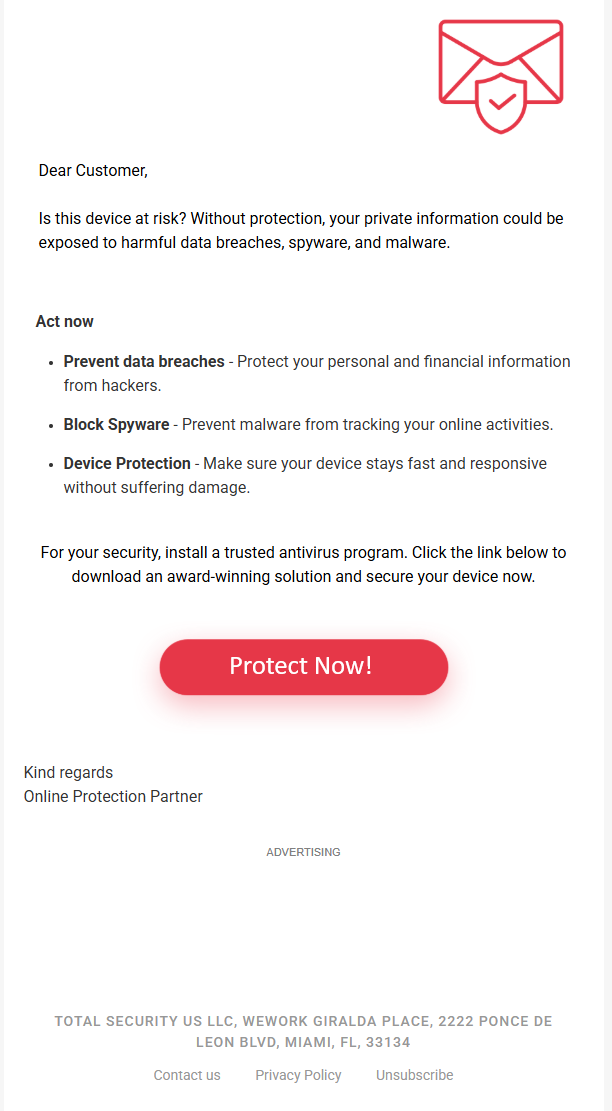 Dear Customer,
Is this device at risk? Without protection, your private information could be
exposed to harmful data breaches, spyware, and malware.
Act now
• Prevent data breaches - Protect your personal and financial information
from hackers.
• Block Spyware - Prevent malware from tracking your online activities.
• Device Protection - Make sure your device stays fast and responsive
without suffering damage.
For your security, install a trusted antivirus program. Click the link below to
download an award-winning solution and secure your device now.
Protect Now!
Kind regards
Online Protection Partner
ADVERTISING
TOTAL SECURITY US LLC, WEWORK GIRALDA PLACE, 2222 PONCE DE
LEON BLVD, MIAMI, FL, 33134
Contact us Privacy Policy Unsubscribe